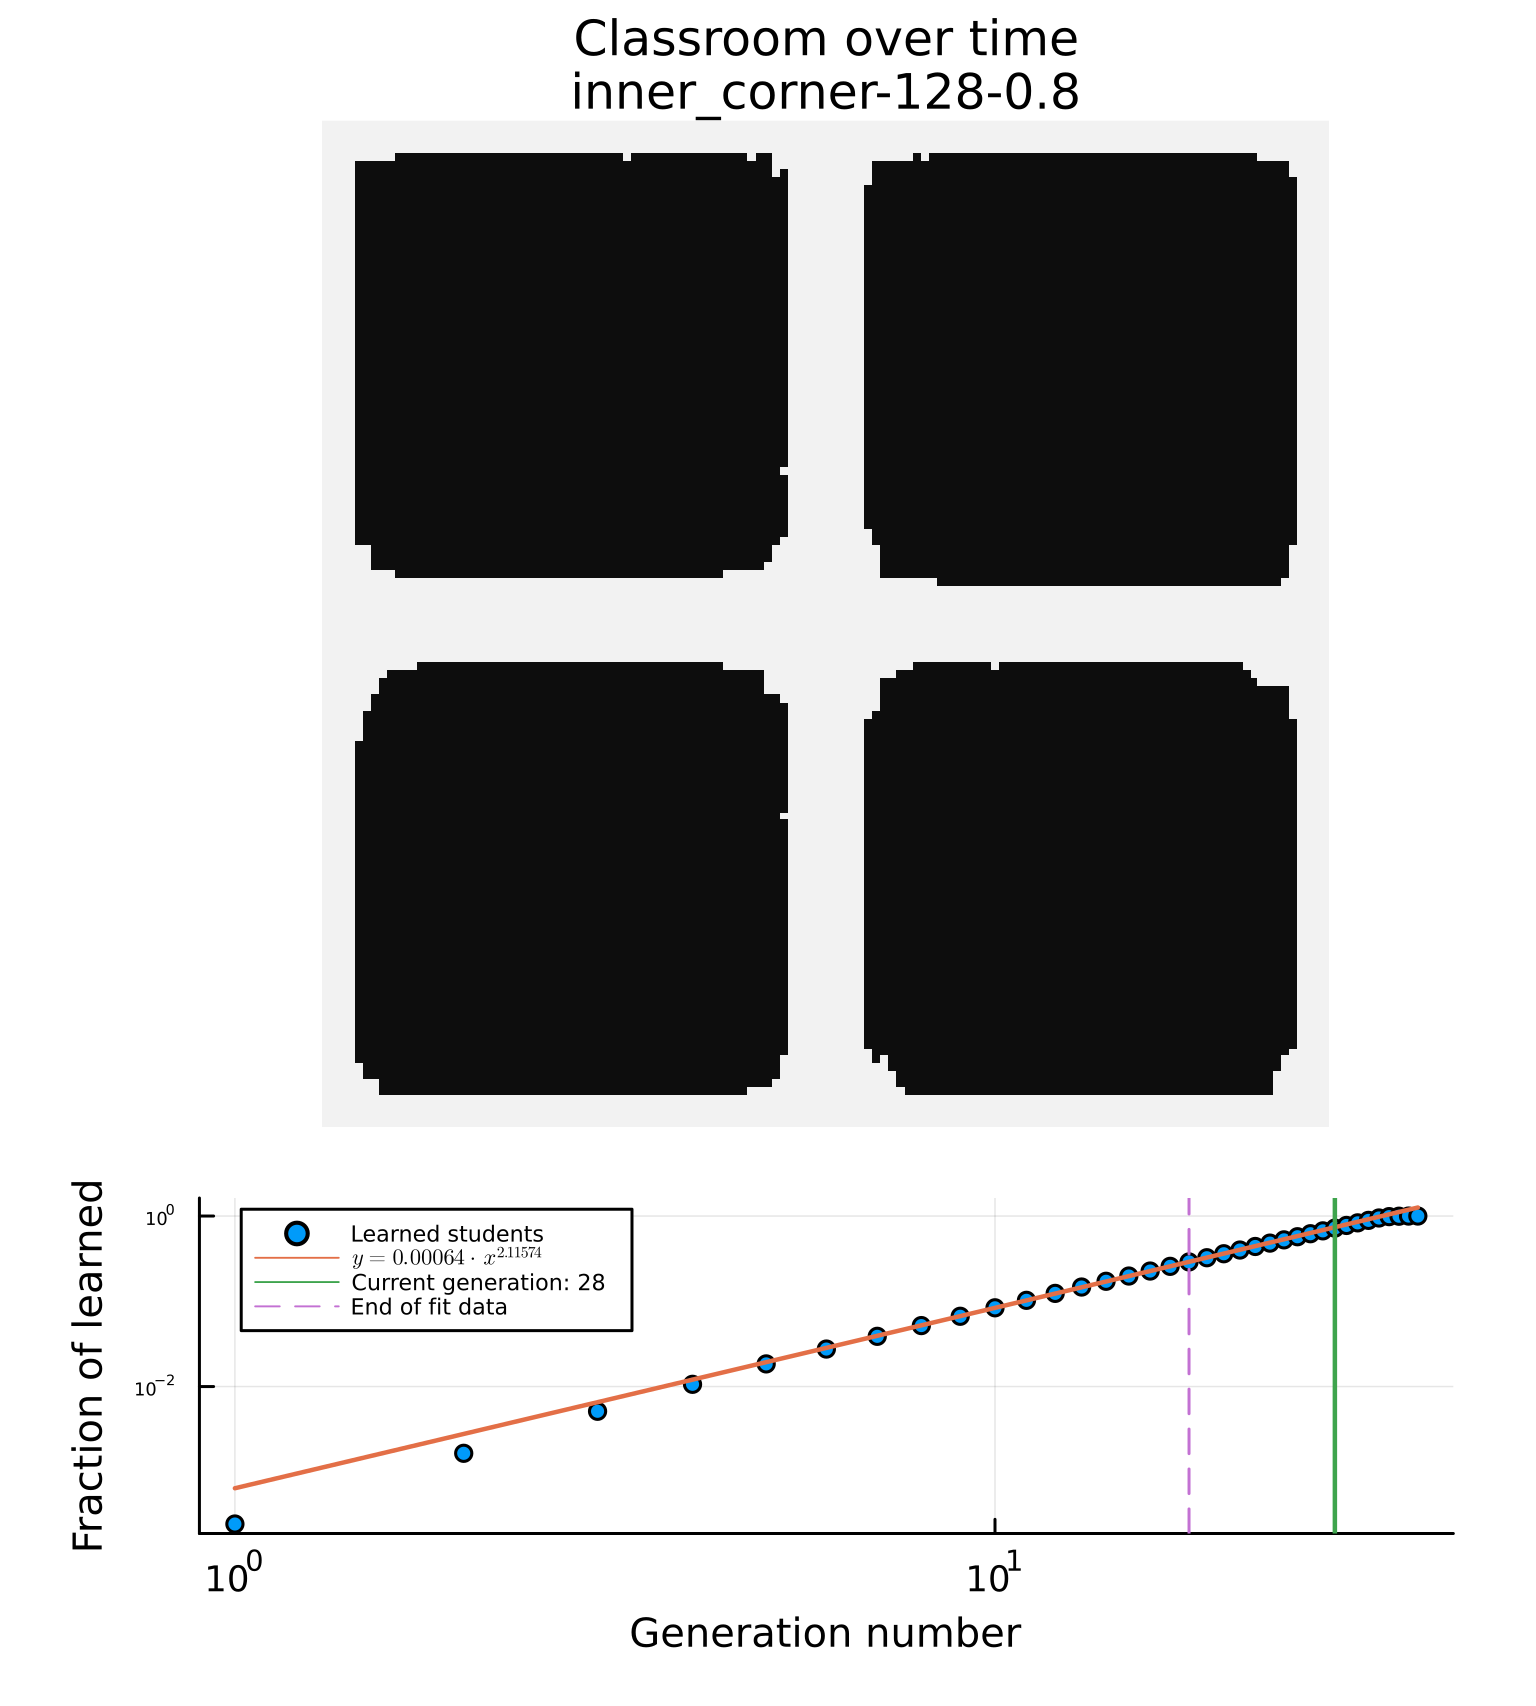 Classroom over time
inner_corner-128-0.8
Fraction of learned
10^0
10^−2
Learned students
y = 0.00064 · x^2.11574
Current generation: 28
End of fit data
10^0
10^1
Generation number